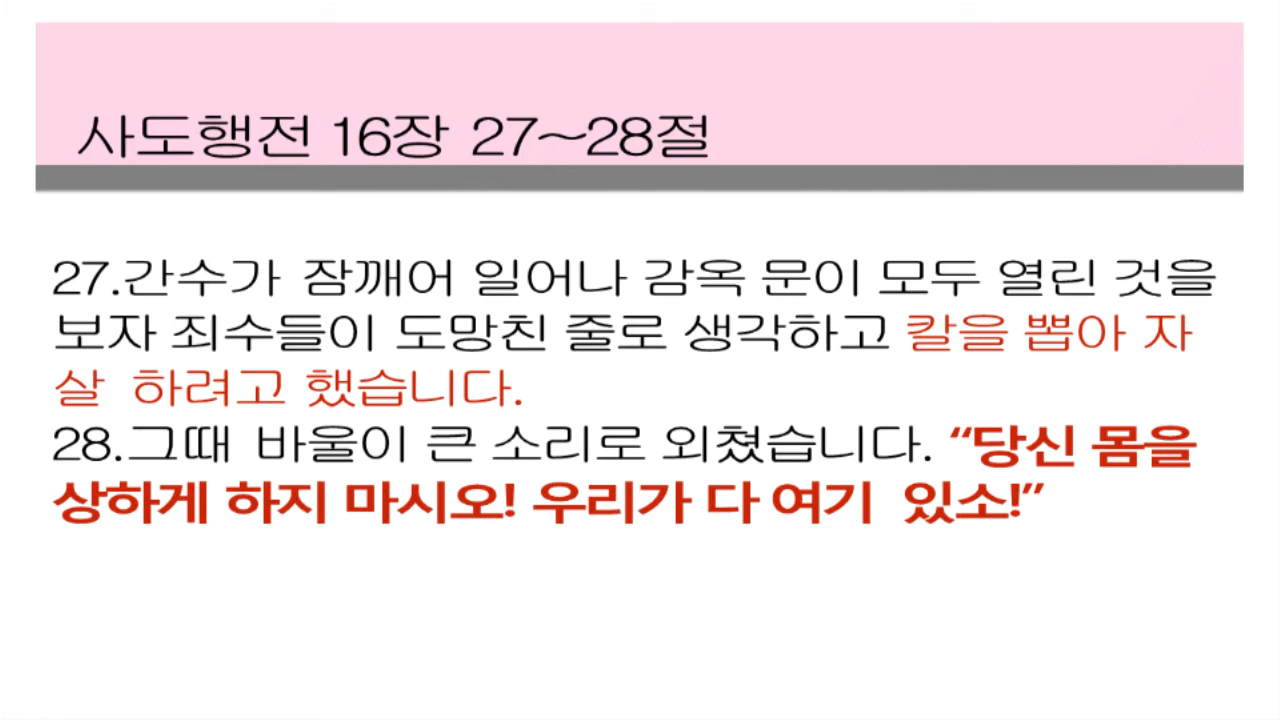 사도행전 16장 27~28절
27.간수가 잠깨어 일어나 감옥 문이 모두 열린 것을
보자 죄수들이 도망친 줄로 생각하고 칼을 뽑아 자
살 하려고 했습니다.
28.그때 바울이 큰 소리로 외쳤습니다. “당신 몸을
상하게 하지 마시오! 우리가 다 여기 있소!”